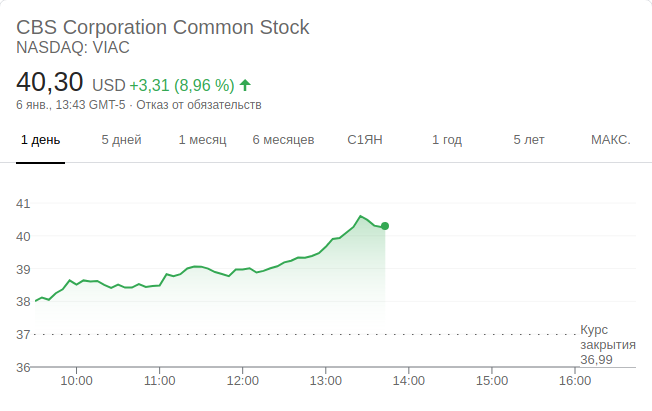 CBS Corporation Common Stock
NASDAQ: VIAC
40,30 USD +3,31 (8,96 %)
6 янв., 13:43 GMT-5 · Отказ от обязательств
1 день 5 дней 1 месяц 6 месяцев С1ЯН 1 год 5 лет МАКС.
41
40
39
38
37
Курс
закрытия
36,99
36
10:00 11:00 12:00 13:00 14:00 15:00 16:00